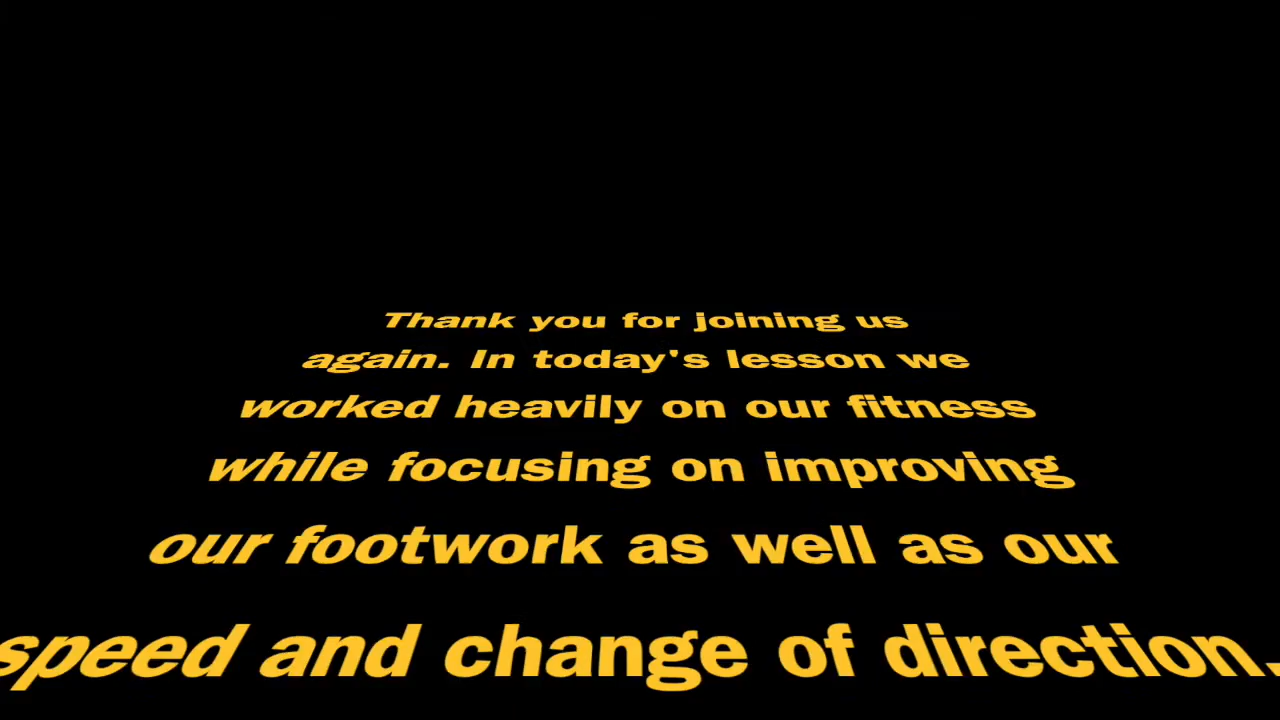 Thank you for joining us
again. In today's lesson we
worked heavily on our fitness
while focusing on improving
our footwork as well as our
speed and change of direction.